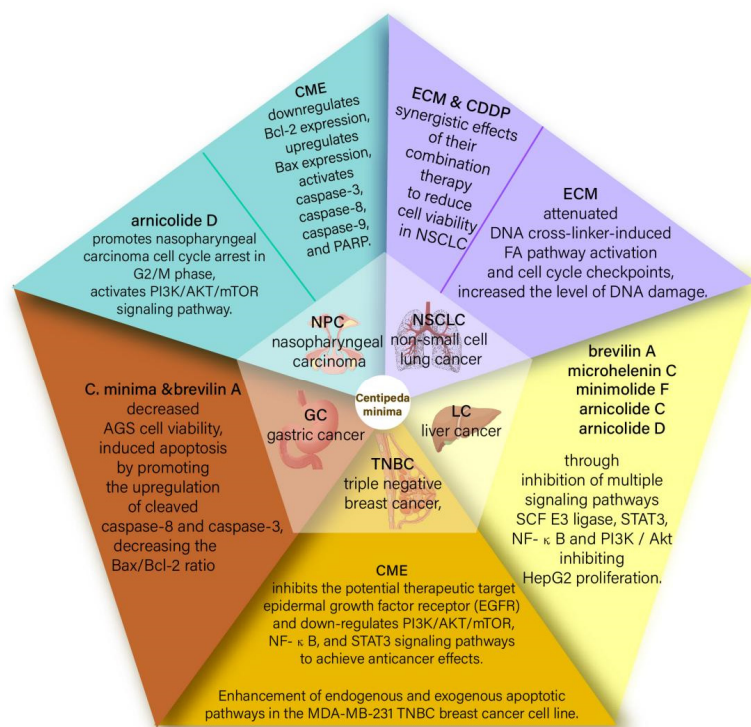 CME
downregulates
Bcl-2 expression,
upregulates
Bax expression,
activates
caspase-3,
caspase-8,
caspase-9,
and PARP.
arnicolide D
promotes nasopharyngeal
carcinoma cell cycle arrest in
G2/M phase,
activates PI3K/AKT/mTOR
signaling pathway.
ECM & CDDP
synergistic effects
of their
combination
therapy
to reduce
cell viability
in NSCLC
ECM
attenuated
DNA cross-linker-induced
FA pathway activation
and cell cycle checkpoints,
increased the level of DNA damage.
NPC
nasopharyngeal
carcinoma
NSCLC
non-small cell
lung cancer
Centipeda
minima
GC
gastric cancer
LC
liver cancer
TNBC
triple negative
breast cancer,
C. minima &brevilin A
decreased
AGS cell viability,
induced apoptosis
by promoting
the upregulation
of cleaved
caspase-8 and caspase-3,
decreasing the
Bax/Bcl-2 ratio
brevilin A
microhelenin C
minimolide F
arnicolide C
arnicolide D
through
inhibition of multiple
signaling pathways
SCF E3 ligase, STAT3,
NF- κ B and PI3K / Akt
inhibiting
HepG2 proliferation.
CME
inhibits the potential therapeutic target
epidermal growth factor receptor (EGFR)
and down-regulates PI3K/AKT/mTOR,
NF- κ B, and STAT3 signaling pathways
to achieve anticancer effects.
Enhancement of endogenous and exogenous apoptotic
pathways in the MDA-MB-231 TNBC breast cancer cell line.